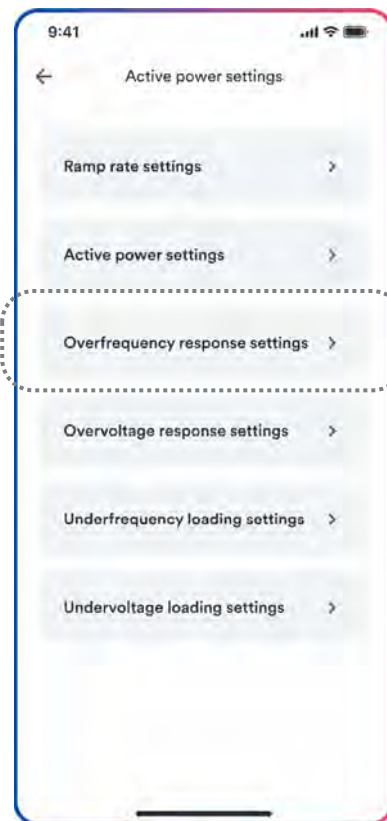 9:41
Active power settings
Ramp rate settings
Active power settings
Overfrequency response settings
Overvoltage response settings
Underfrequency loading settings
Undervoltage loading settings